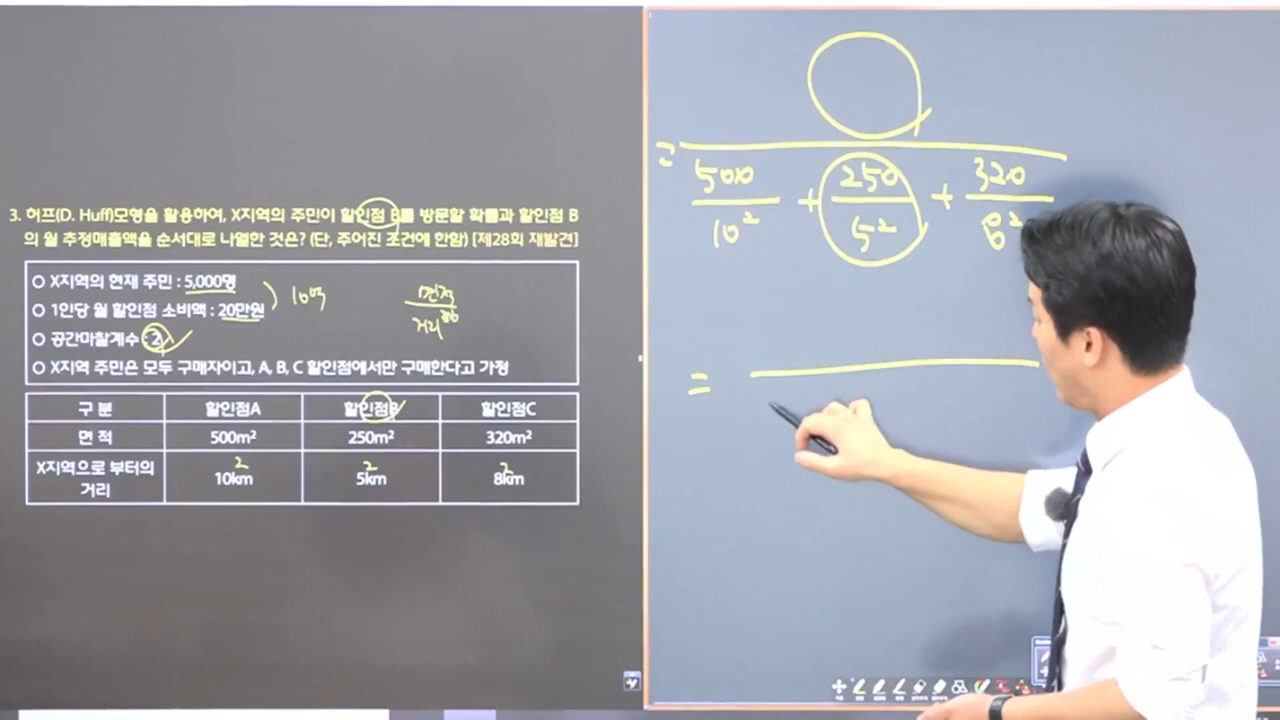 3. 허프(D. Huff)모형을 활용하여, X지역의 주민이 할인점 B를 방문할 확률과 할인점 B
의 월 추정매출액을 순서대로 나열한 것은? (단, 주어진 조건에 한함) [제28회 재발견]
○ X지역의 현재 주민 : 5,000명
○ 1인당 월 할인점 소비액 : 20만원
10억
○ 공간마찰계수 : 2
면적
거리
○ X지역 주민은 모두 구매자이고, A, B, C 할인점에서만 구매한다고 가정
구 분 할인점A 할인점B 할인점C
면 적 500m² 250m² 320m²
X지역으로 부터의
거리 10km 5km 8km
2 2 2
=
500 250 320
+ +
10² 5² 8²
=